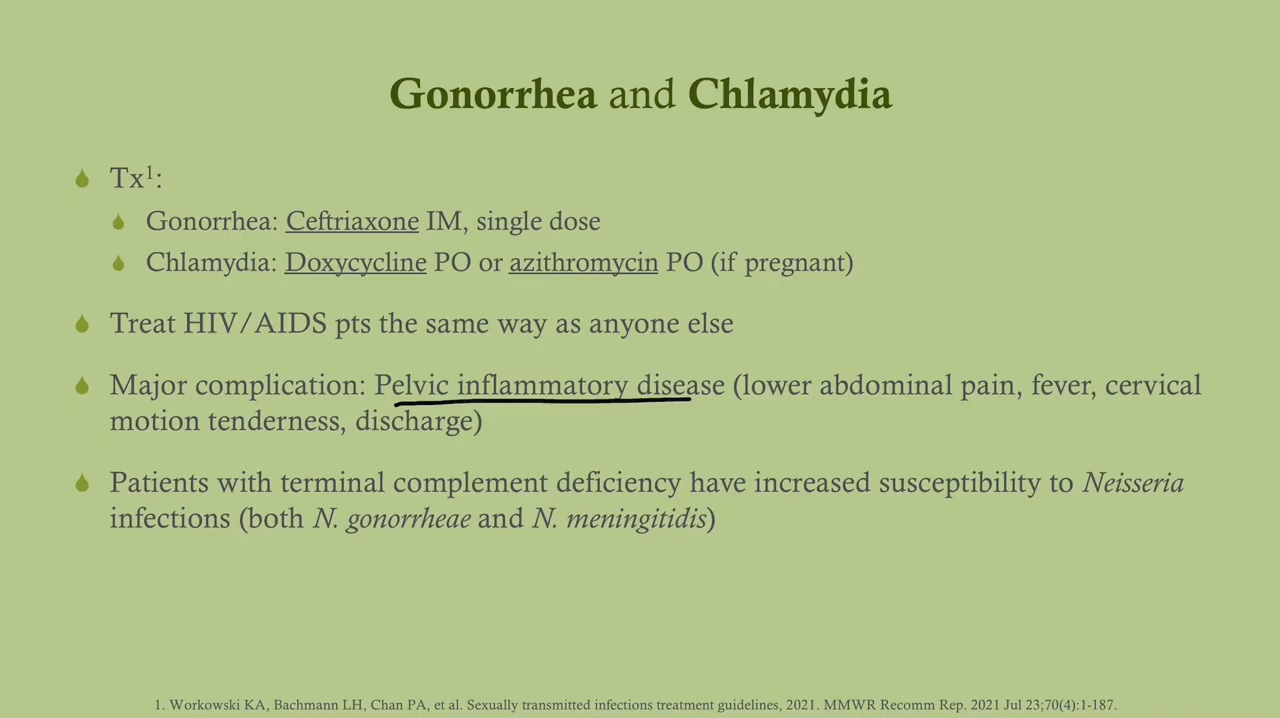 Gonorrhea and Chlamydia
Tx¹:
Gonorrhea: Ceftriaxone IM, single dose
Chlamydia: Doxycycline PO or azithromycin PO (if pregnant)
Treat HIV/AIDS pts the same way as anyone else
Major complication: Pelvic inflammatory disease (lower abdominal pain, fever, cervical
motion tenderness, discharge)
Patients with terminal complement deficiency have increased susceptibility to Neisseria
infections (both N. gonorrheae and N. meningitidis)
1. Workowski KA, Bachmann LH, Chan PA, et al. Sexually transmitted infections treatment guidelines, 2021. MMWR Recomm Rep. 2021 Jul 23;70(4):1-187.